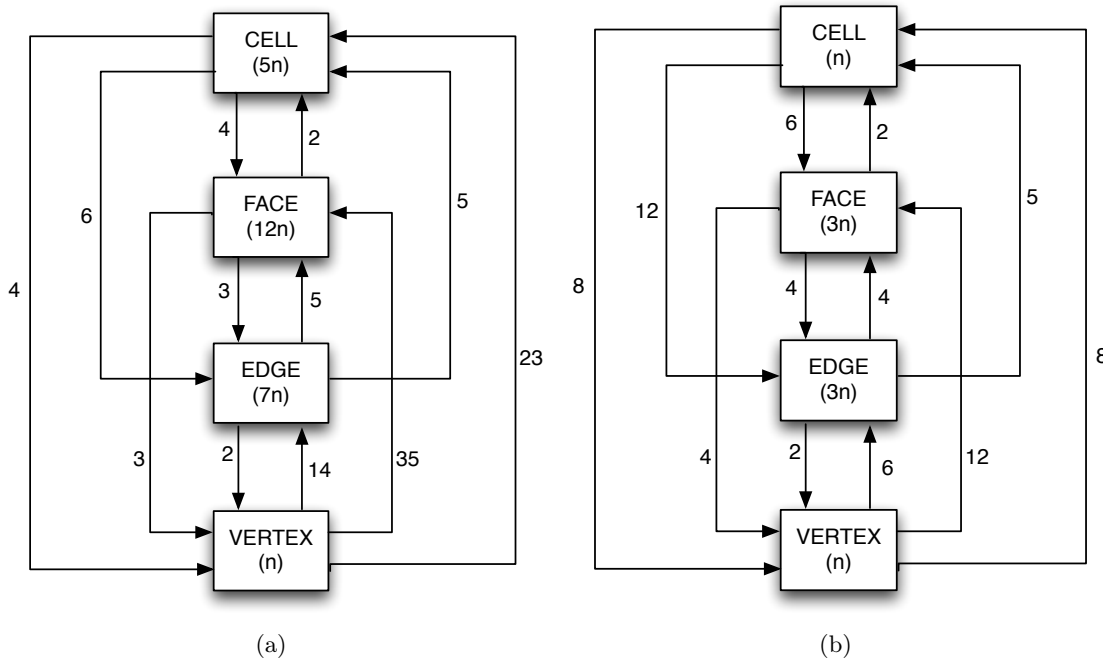 CELL
(5n)
4
2
FACE
(12n)
6
5
4
3
5
EDGE
(7n)
23
3
2
14
35
VERTEX
(n)
(a)
CELL
(n)
6
2
FACE
(3n)
12
5
8
4
4
EDGE
(3n)
8
4
2
6
12
VERTEX
(n)
(b)